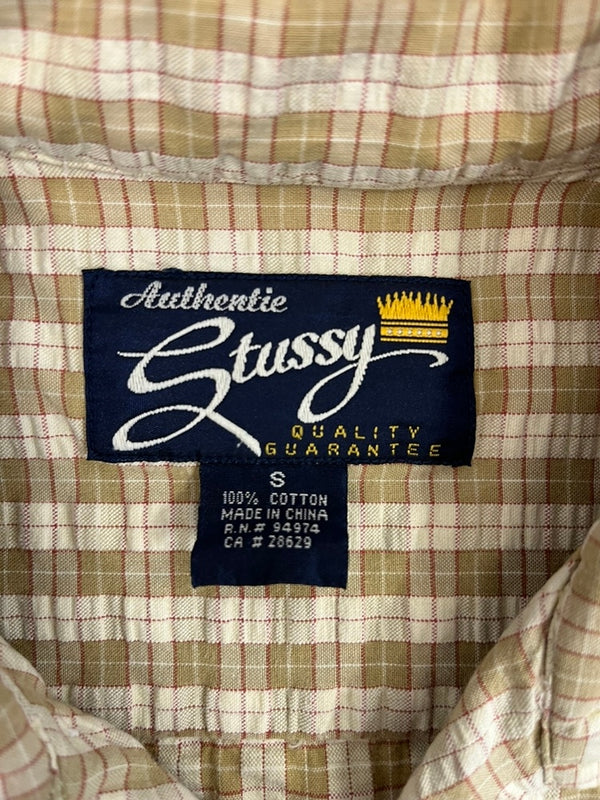 Authentic
Stussy
QUALITY
GUARANTEE
S
100% COTTON
MADE IN CHINA
R.N.# 94974
CA # 28629